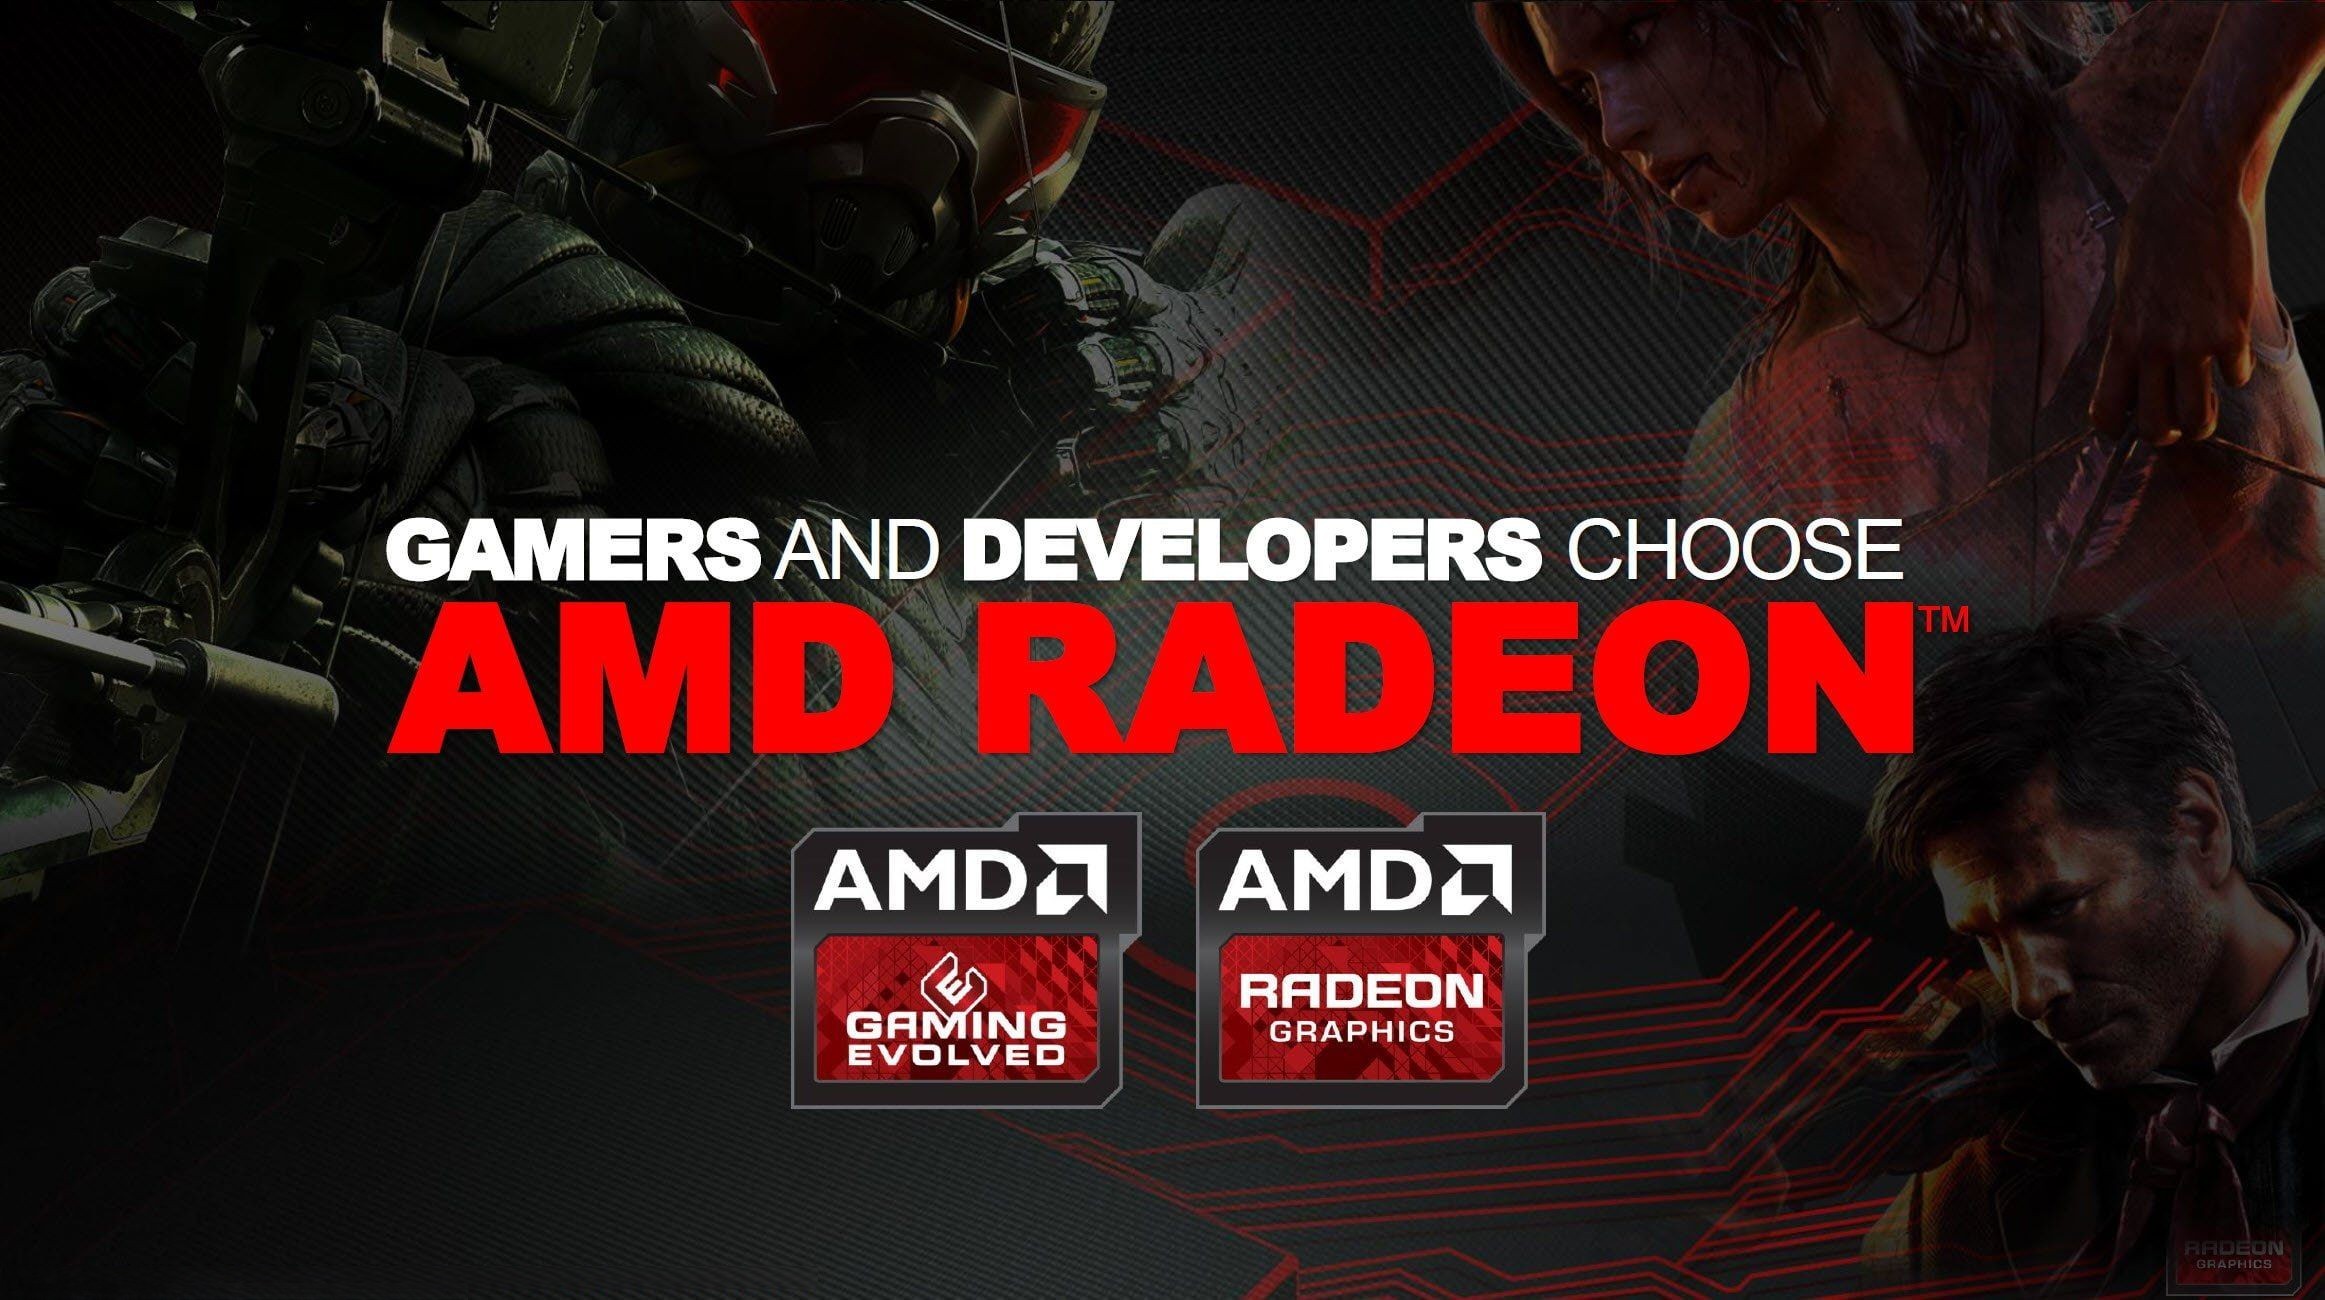 GAMERS AND DEVELOPERS CHOOSE
AMD RADEON™
AMD
GAMING
EVOLVED
AMD
RADEON
GRAPHICS
RADEON
GRAPHICS